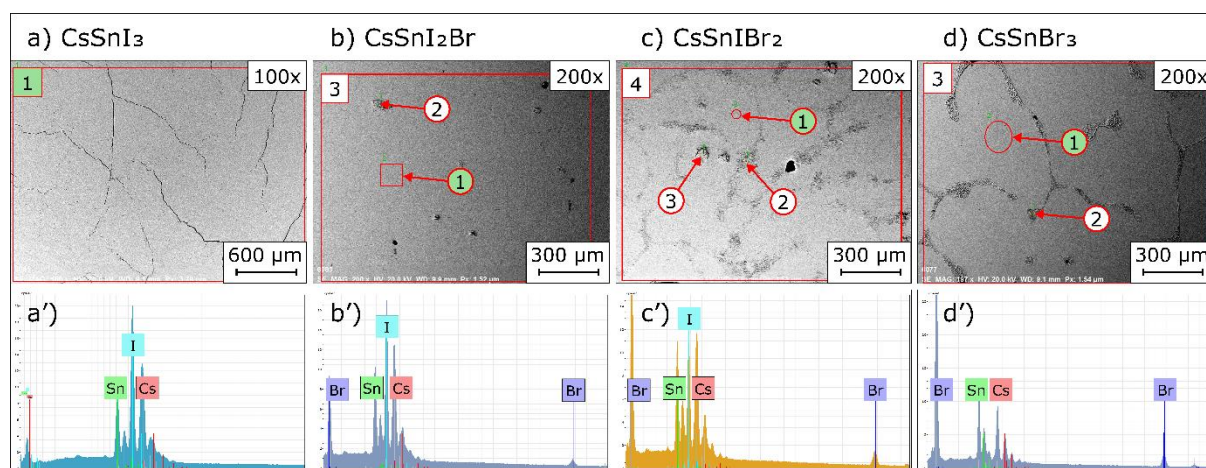 a) CsSnI₃
b) CsSnI₂Br
c) CsSnIBr₂
d) CsSnBr₃
1
100x
600 µm
3
200x
2
1
300 µm
4
200x
1
3
2
300 µm
3
200x
1
2
300 µm
a')
I
Sn
Cs
b')
I
Br
Sn
Cs
Br
c')
I
Br
Sn
Cs
Br
d')
Br
Sn
Cs
Br